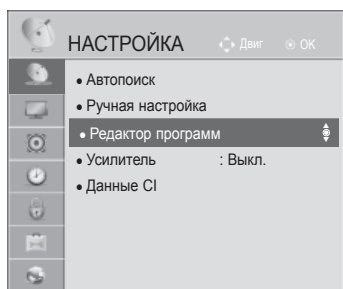 НАСТРОЙКА Двиг OK
• Автопоиск
• Ручная настройка
• Редактор программ
• Усилитель : Выкл.
• Данные CI